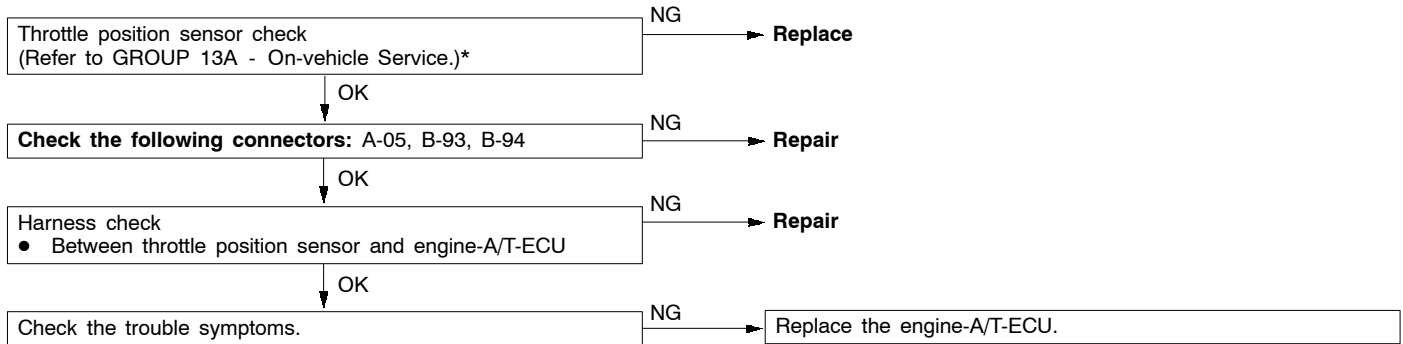 Throttle position sensor check
(Refer to GROUP 13A - On-vehicle Service.)*
NG
Replace
OK
Check the following connectors: A-05, B-93, B-94
NG
Repair
OK
Harness check
● Between throttle position sensor and engine-A/T-ECU
NG
Repair
OK
Check the trouble symptoms.
NG
Replace the engine-A/T-ECU.